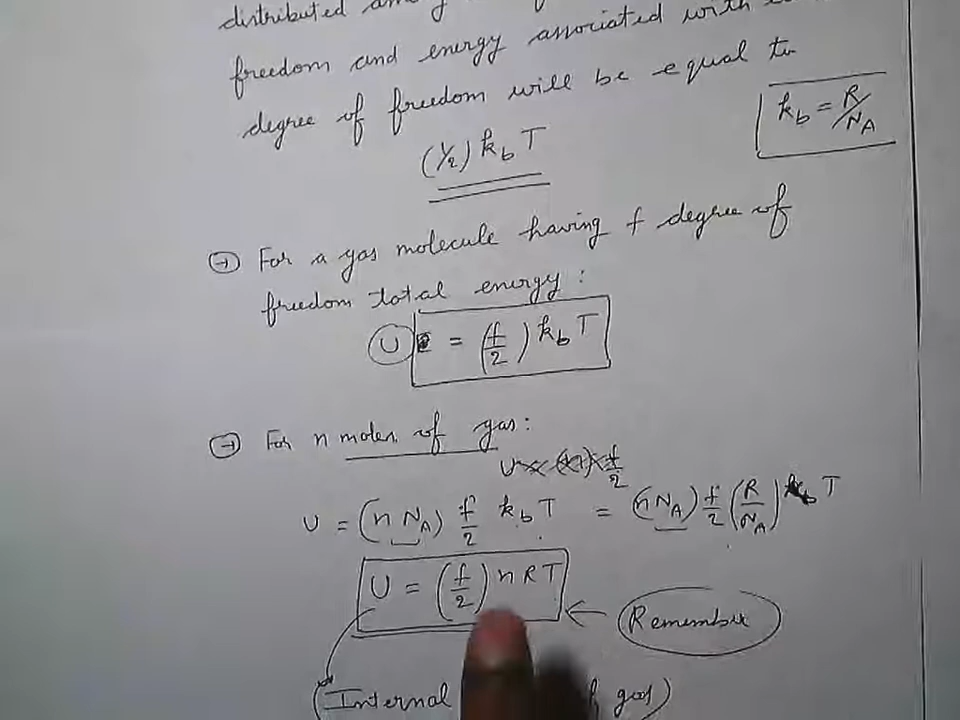 distributed
freedom and energy associated with
degree of freedom will be equal to
(1/2) k_b T
k_b = R/N_A
→ For a gas molecule having f degree of
freedom total energy :
U = (f/2) k_b T
→ For n moles of gas:
U = (n N_A) f/2 k_b T = (n N_A) f/2 (R/N_A) T
U = (f/2) n R T
Remember
(Internal gas)